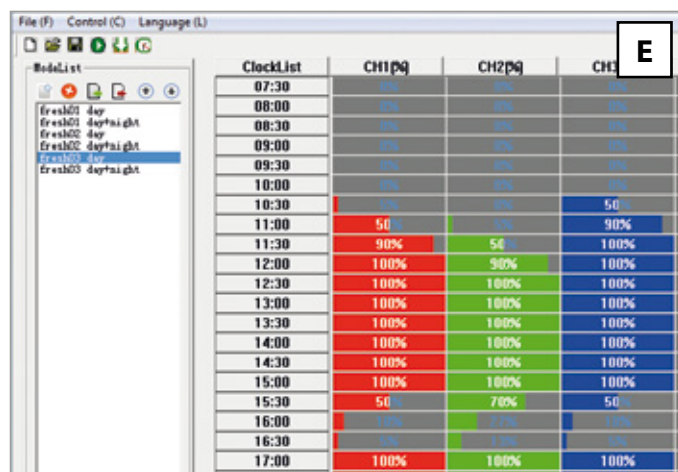 File (F) Control (C) Language (L)
E
ModeList
fresh01 day
fresh01 day+night
fresh02 day
fresh02 day+night
fresh03 day
fresh03 day+night
ClockList CH1[%] CH2[%] CH3
07:30
08:00
08:30
09:00
09:30
10:00
10:30 50%
11:00 50% 90%
11:30 90% 50% 100%
12:00 100% 90% 100%
12:30 100% 100% 100%
13:00 100% 100% 100%
13:30 100% 100% 100%
14:00 100% 100% 100%
14:30 100% 100% 100%
15:00 100% 100% 100%
15:30 50% 70% 50%
16:00
16:30
17:00 100% 100% 100%